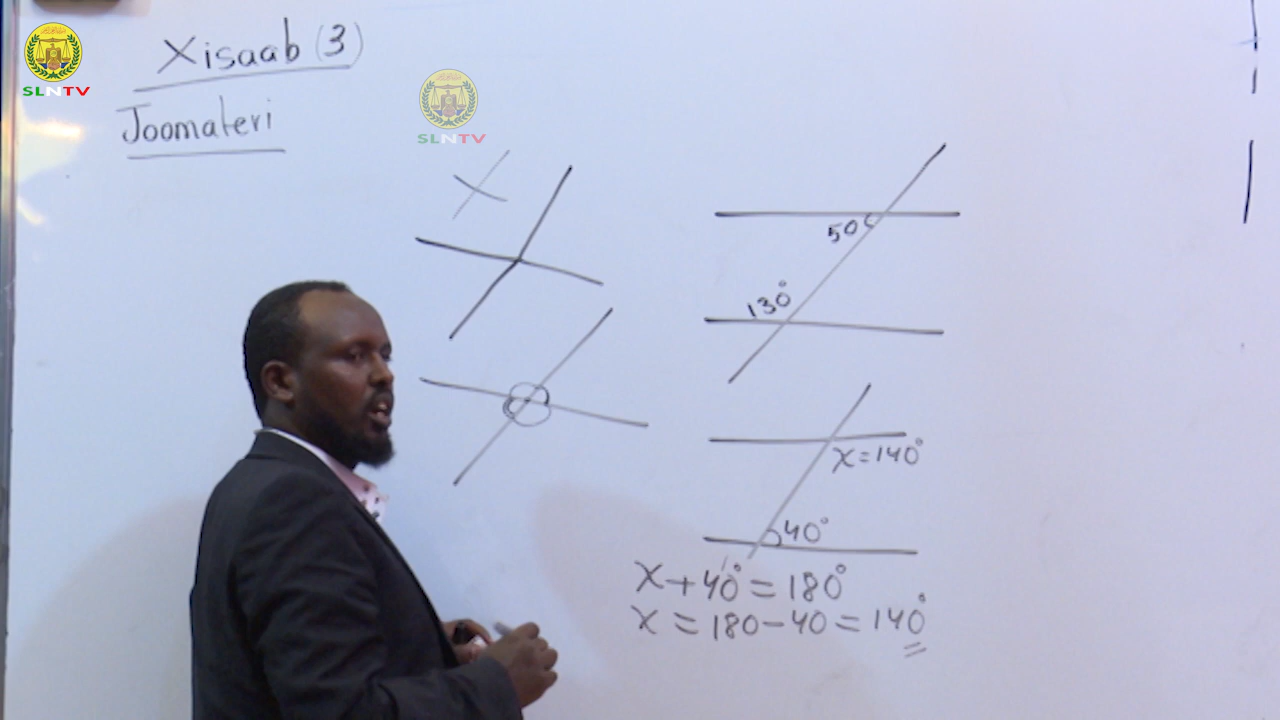 SLNTV
Xisaab (3)
Joomateri
SLNTV
50
130°
x=140°
40°
x+40°=180°
x=180-40=140°